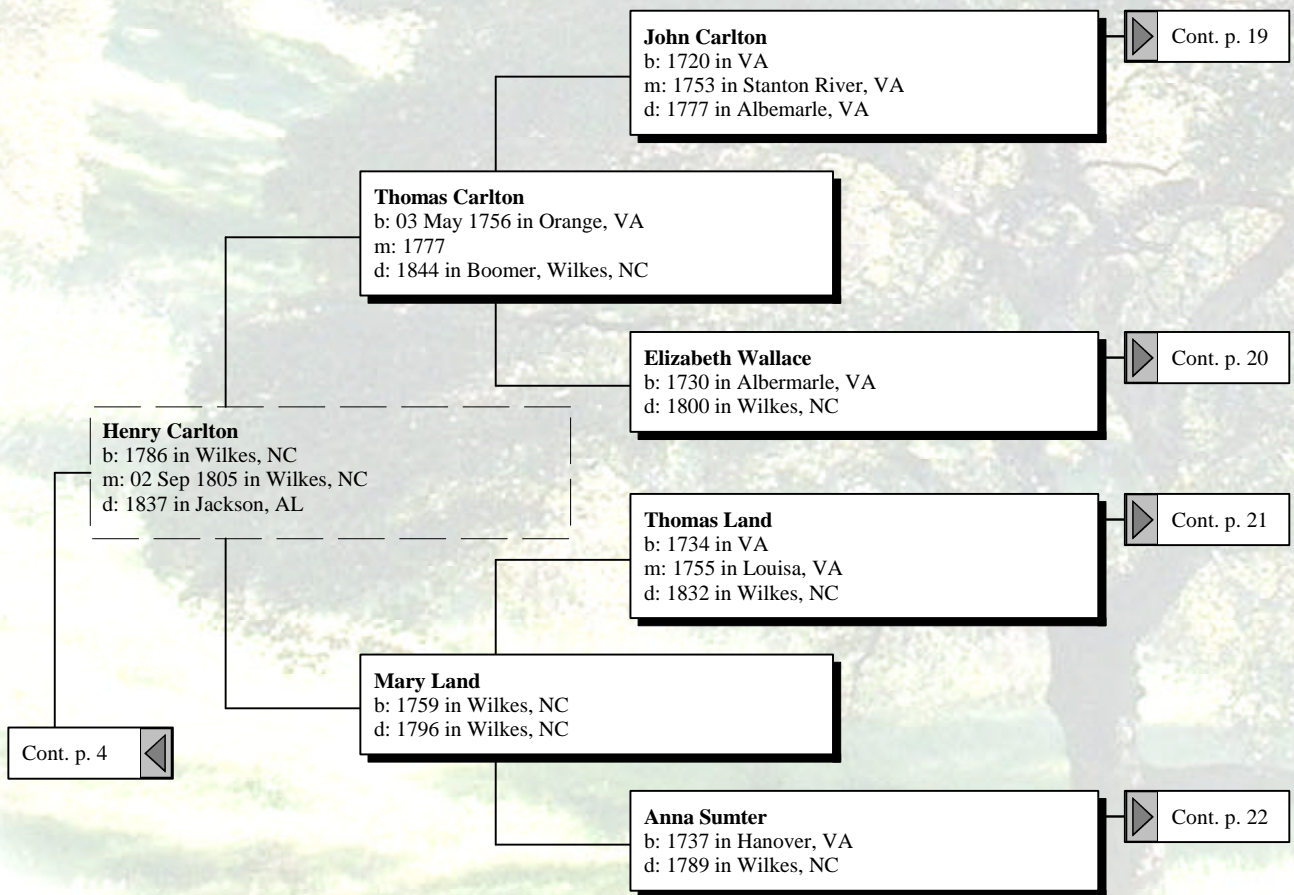 John Carlton
b: 1720 in VA
m: 1753 in Stanton River, VA
d: 1777 in Albemarle, VA
Cont. p. 19
Thomas Carlton
b: 03 May 1756 in Orange, VA
m: 1777
d: 1844 in Boomer, Wilkes, NC
Elizabeth Wallace
b: 1730 in Albermarle, VA
d: 1800 in Wilkes, NC
Cont. p. 20
Henry Carlton
b: 1786 in Wilkes, NC
m: 02 Sep 1805 in Wilkes, NC
d: 1837 in Jackson, AL
Thomas Land
b: 1734 in VA
m: 1755 in Louisa, VA
d: 1832 in Wilkes, NC
Cont. p. 21
Mary Land
b: 1759 in Wilkes, NC
d: 1796 in Wilkes, NC
Cont. p. 4
Anna Sumter
b: 1737 in Hanover, VA
d: 1789 in Wilkes, NC
Cont. p. 22